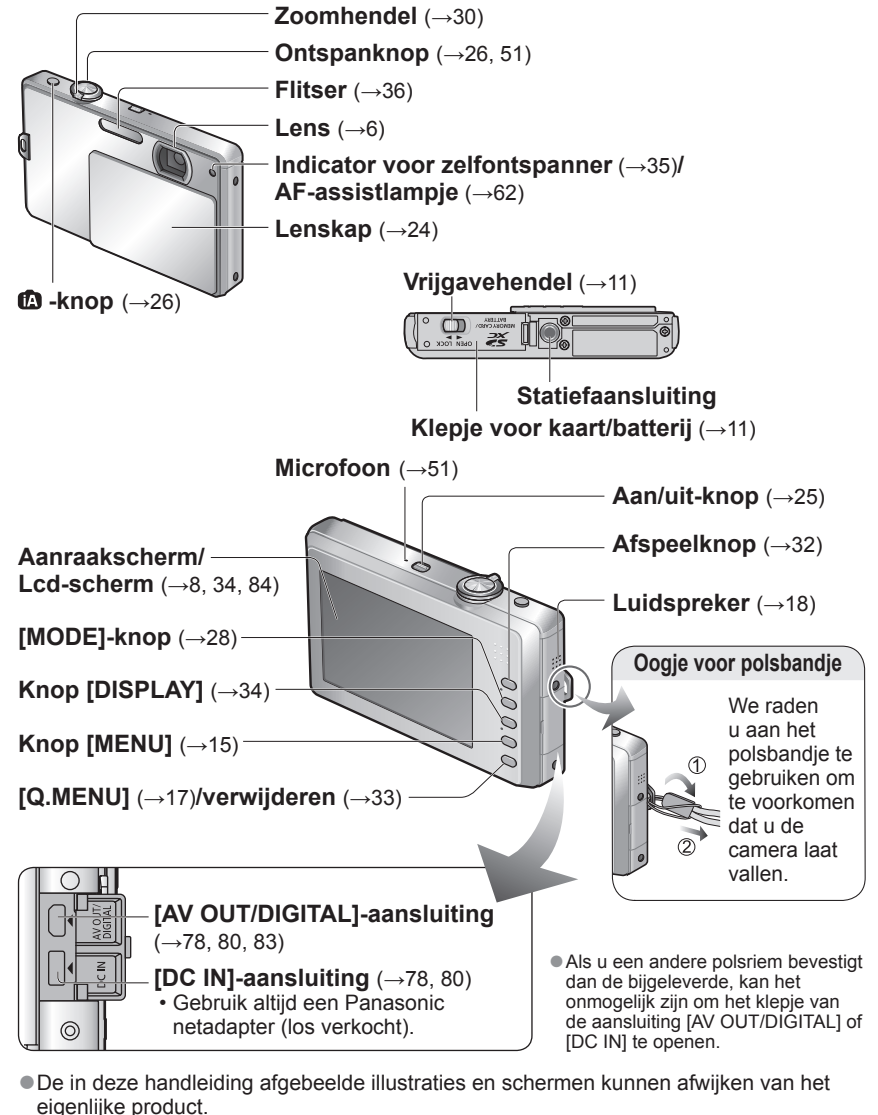 Zoomhendel (→30)
Ontspanknop (→26, 51)
Flitser (→36)
Lens (→6)
Indicator voor zelfontspanner (→35)/
AF-assistlampje (→62)
Lenskap (→24)
iA -knop (→26)
Vrijgavehendel (→11)
OPEN LOCK
SD XC
MEMORY CARD/
BATTERY
Statiefaansluiting
Klepje voor kaart/batterij (→11)
Microfoon (→51)
Aan/uit-knop (→25)
Afspeelknop (→32)
Aanraakscherm/
Lcd-scherm (→8, 34, 84)
Luidspreker (→18)
[MODE]-knop (→28)
Knop [DISPLAY] (→34)
Knop [MENU] (→15)
[Q.MENU] (→17)/verwijderen (→33)
Oogje voor polsbandje
We raden
u aan het
polsbandje te
gebruiken om
te voorkomen
dat u de
camera laat
vallen.
①
②
AV OUT/
DIGITAL
DC IN
[AV OUT/DIGITAL]-aansluiting
(→78, 80, 83)
[DC IN]-aansluiting (→78, 80)
• Gebruik altijd een Panasonic
netadapter (los verkocht).
●Als u een andere polsriem bevestigt
dan de bijgeleverde, kan het
onmogelijk zijn om het klepje van
de aansluiting [AV OUT/DIGITAL] of
[DC IN] te openen.
●De in deze handleiding afgebeelde illustraties en schermen kunnen afwijken van het
eigenlijke product.